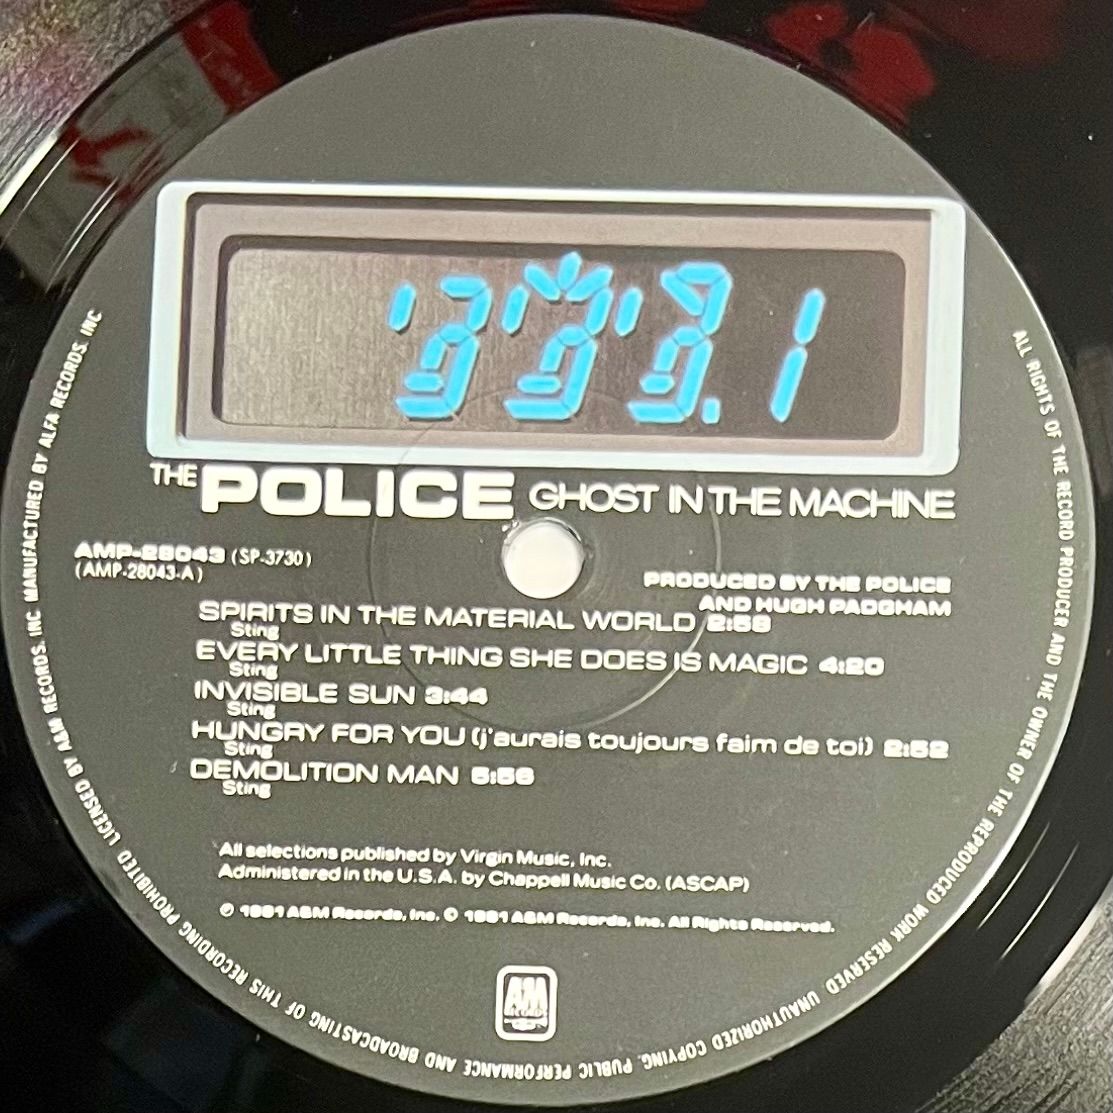 .1
THE POLICE GHOST IN THE MACHINE
AMP-28043 (SP-3730)
(AMP-28043-A)
PRODUCED BY THE POLICE
AND HUGH PADGHAM
SPIRITS IN THE MATERIAL WORLD 2:58
Sting
EVERY LITTLE THING SHE DOES IS MAGIC 4:20
Sting
INVISIBLE SUN 3:44
Sting
HUNGRY FOR YOU (j'aurais toujours faim de toi) 2:52
Sting
DEMOLITION MAN 5:56
Sting
All selections published by Virgin Music, Inc.
Administered in the U.S.A. by Chappell Music Co. (ASCAP)
℗ 1981 A&M Records, Inc. © 1981 A&M Records, Inc. All Rights Reserved.
A&M
RECORDS
ALL RIGHTS OF THE RECORD PRODUCER AND THE OWNER OF THE REPRODUCED WORK RESERVED. UNAUTHORIZED COPYING. PUBLIC PERFORMANCE AND BROADCASTING OF THIS RECORDING PROHIBITED. LICENSED BY A&M RECORDS. INC MANUFACTURED BY ALFA RECORDS. INC